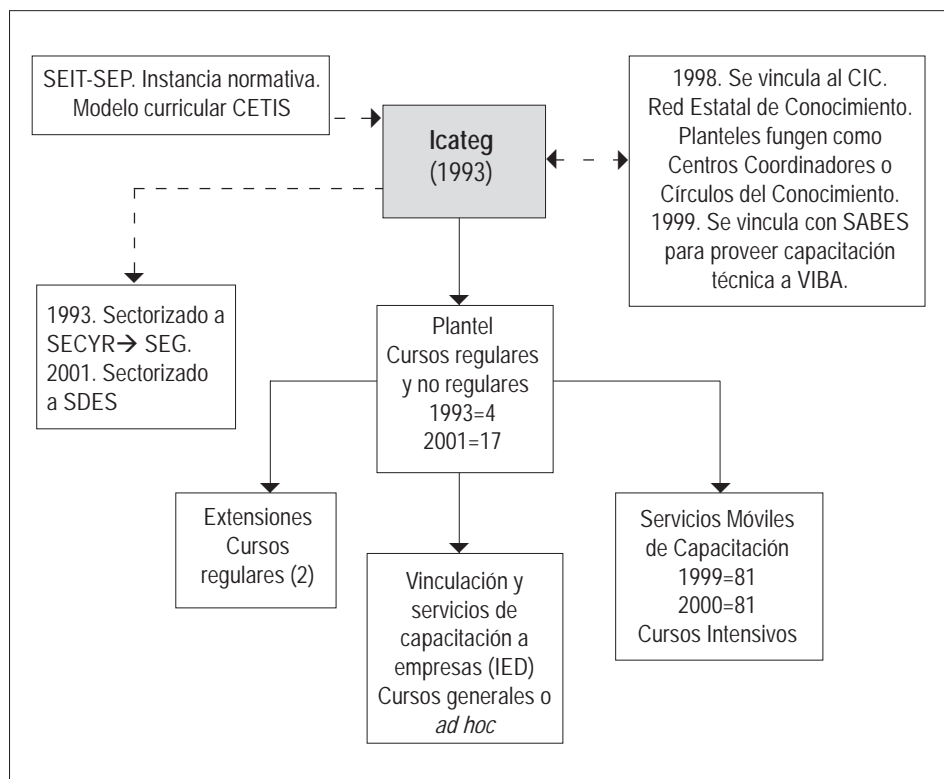 SEIT-SEP. Instancia normativa.
Modelo curricular CETIS
Icateg
(1993)
1998. Se vincula al CIC.
Red Estatal de Conocimiento.
Planteles fungen como
Centros Coordinadores o
Círculos del Conocimiento.
1999. Se vincula con SABES
para proveer capacitación
técnica a VIBA.
1993. Sectorizado a
SECYR→ SEG.
2001. Sectorizado
a SDES
Plantel
Cursos regulares
y no regulares
1993=4
2001=17
Extensiones
Cursos
regulares (2)
Vinculación y
servicios de
capacitación a
empresas (IED)
Cursos generales o
ad hoc
Servicios Móviles
de Capacitación
1999=81
2000=81
Cursos Intensivos